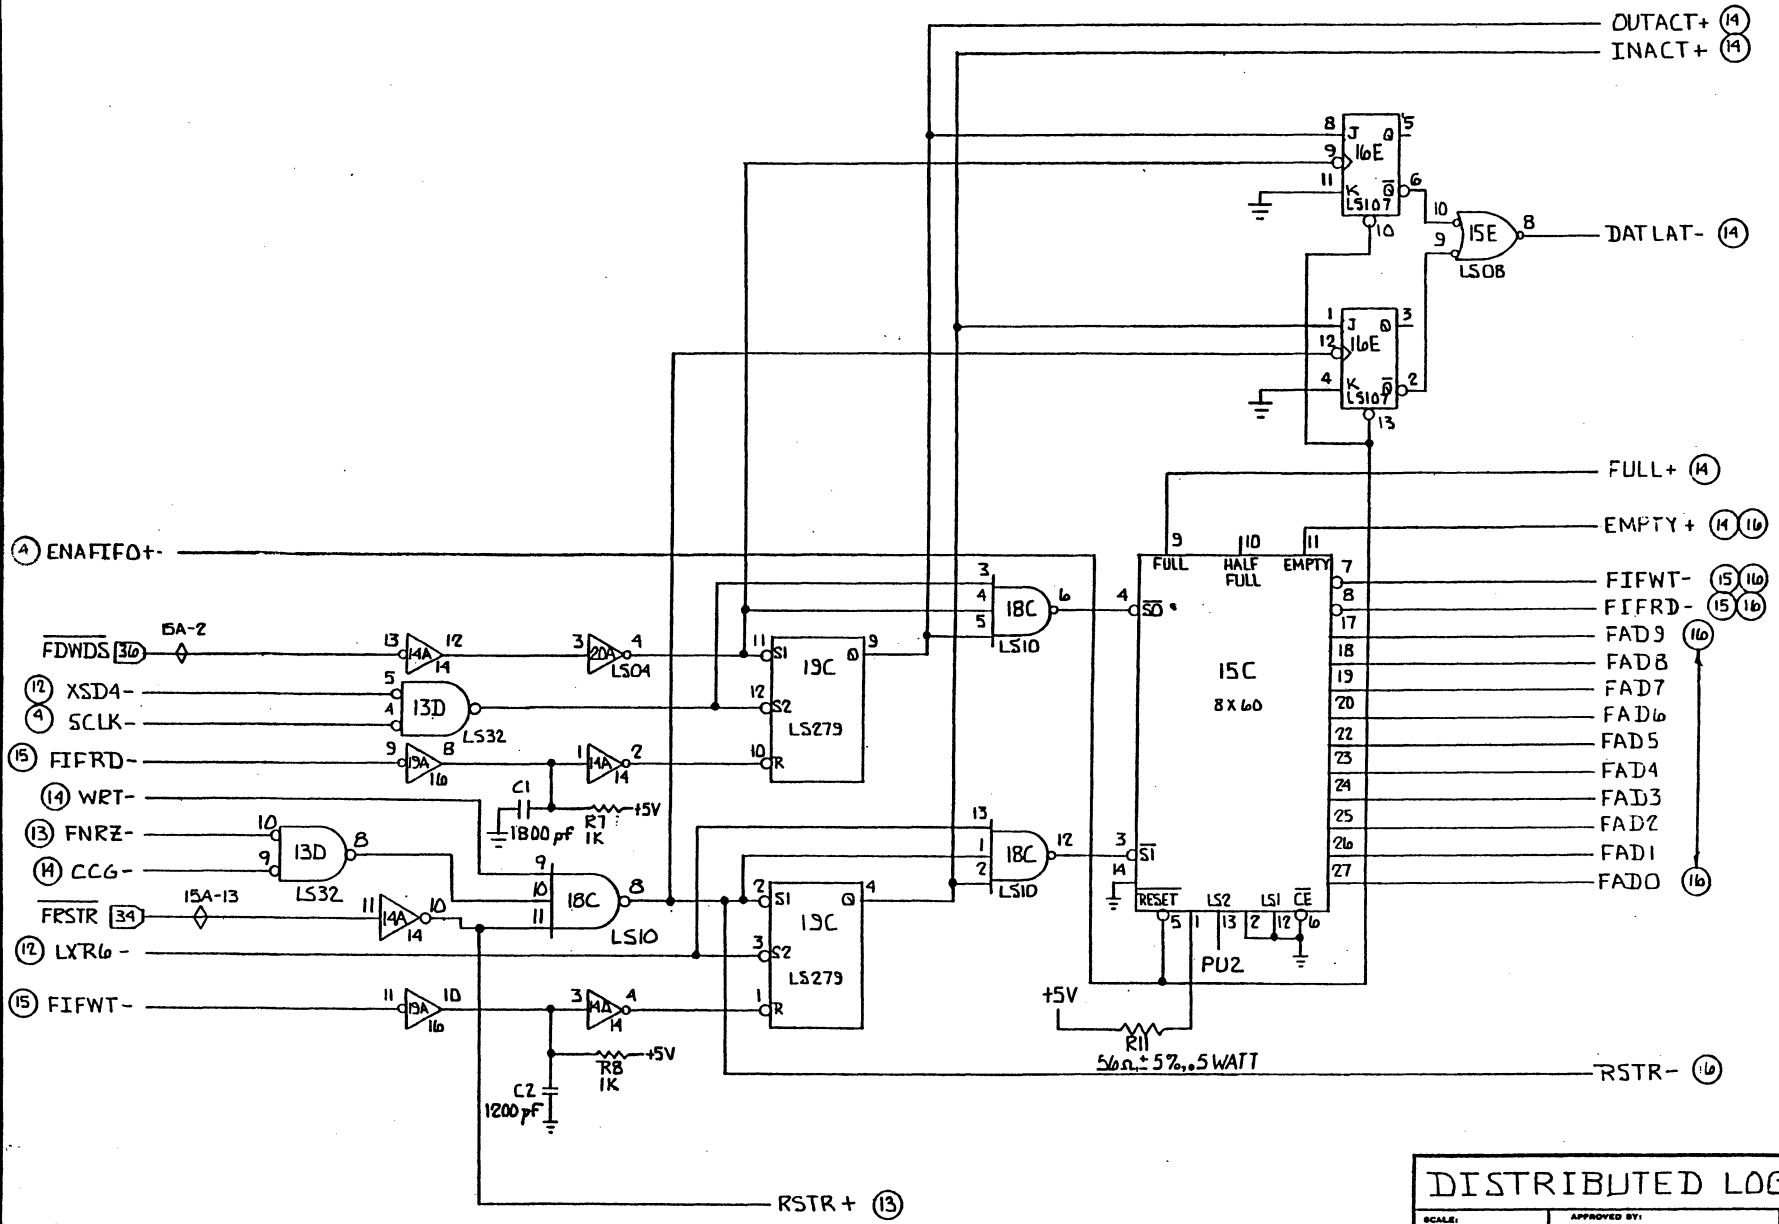 OUTACT+ 14
INACT+ 14
8 J Q 5
9 16E
11 K Q 6
LS107
10
10
9 15E 8
LS08
DATLAT- 14
1 J Q 3
12 16E
4 K Q 2
LS107
13
FULL+ 14
EMPTY+ 14 16
4 ENAFIFO+-
9 10 11
FULL HALF FULL EMPTY
7 FIFWT- 15 16
8 FIFRD- 15 16
17 FAD9 16
18 FAD8
19 FAD7
20 FAD6
22 FAD5
23 FAD4
24 FAD3
25 FAD2
26 FAD1
27 FAD0 16
3
4 18C 6
5 LS10
4 SO
15C
8X60
FDWDS 36 15A-2 13 14A 12
14
3 20A 4
LS04
11 S1 Q 9
19C
12 S2
LS279
10 R
12 XSD4- 5
4 SCLK- 4
13D
LS32
15 FIFRD- 9 19A 8
16
1 14A 2
14
C1
1800pf
R7
1K
+5V
14 WRT-
13 FNRZ- 10
14 CCG- 9
13D 8
LS32
FRSTR 34 15A-13 11 14A 10
14
9
10 18C 8
11
LS10
12 LXR6-
13
1 18C 12
2 LS10
3 SI
14
2 S1 Q 4
19C
3 S2
LS279
1 R
RESET LS2 LS1 CE
5 1 13 2 12 6
PU2
15 FIFWT- 11 19A 10
16
3 14A 4
14
R8
1K
+5V
C2
1200pf
+5V
R11
56Ω ± 5%, .5 WATT
RSTR- 16
RSTR+ 13
DISTRIBUTED LOG
SCALE: APPROVED BY: